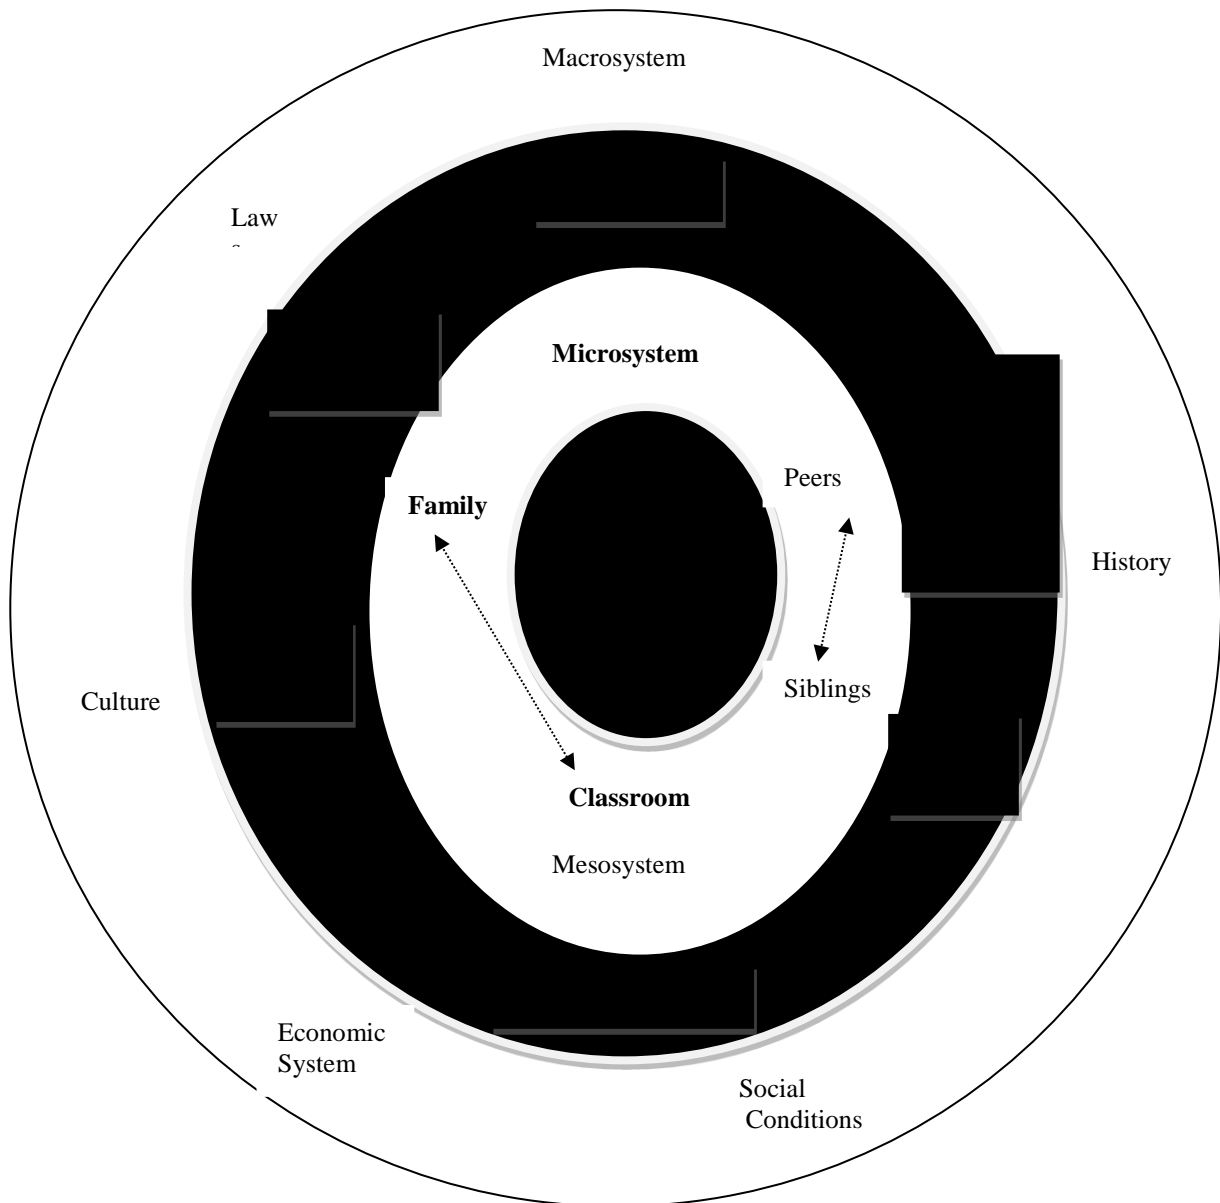 Macrosystem
Law
s
Microsystem
Peers
Family
History
Siblings
Culture
Classroom
Mesosystem
Economic
System
Social
Conditions